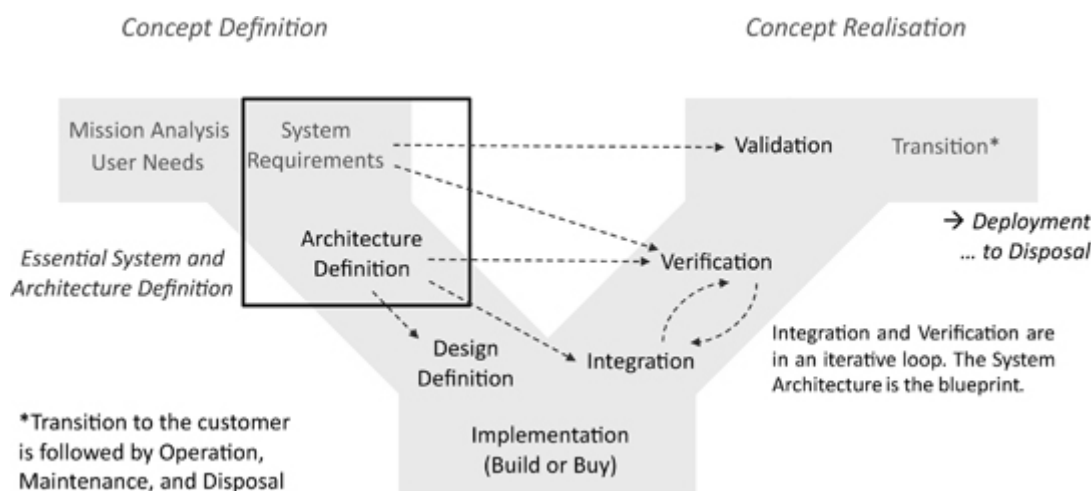 Concept Definition
Concept Realisation
Mission Analysis
User Needs
System
Requirements
Validation
Transition*
→ Deployment
... to Disposal
Essential System and
Architecture Definition
Architecture
Definition
Verification
Design
Definition
Integration
Integration and Verification are
in an iterative loop. The System
Architecture is the blueprint.
*Transition to the customer
is followed by Operation,
Maintenance, and Disposal
Implementation
(Build or Buy)